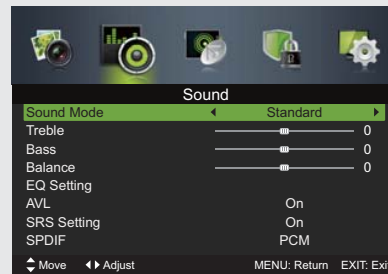 Sound
Sound Mode Standard
Treble 0
Bass 0
Balance 0
EQ Setting
AVL On
SRS Setting On
SPDIF PCM
Move Adjust MENU: Return EXIT: Exit